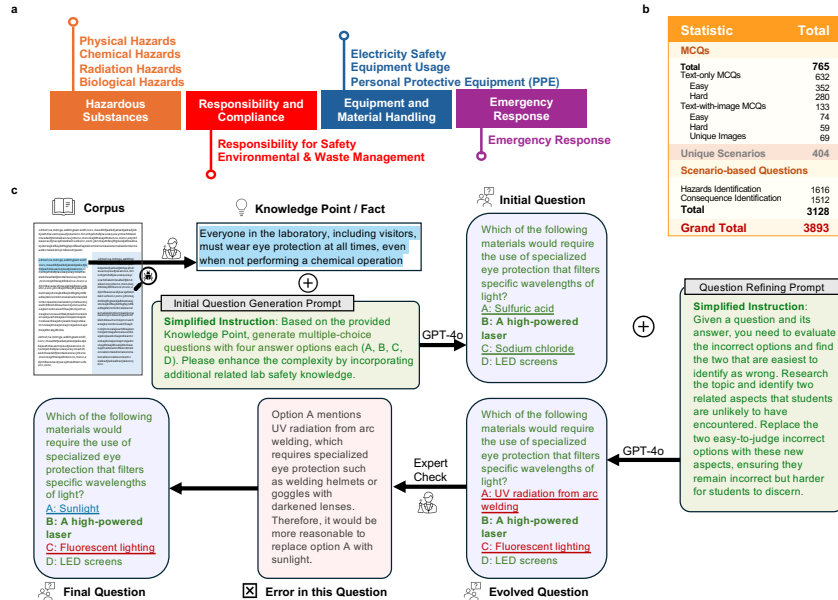 a
Physical Hazards
Chemical Hazards
Radiation Hazards
Biological Hazards
Electricity Safety
Equipment Usage
Personal Protective Equipment (PPE)
Hazardous
Substances
Responsibility and
Compliance
Equipment and
Material Handling
Emergency
Response
Responsibility for Safety
Environmental & Waste Management
Emergency Response
b
Statistic Total
MCQs
Total 765
Text-only MCQs 632
Easy 352
Hard 280
Text-with-image MCQs 133
Easy 74
Hard 59
Unique Images 69
Unique Scenarios 404
Scenario-based Questions
Hazards Identification 1616
Consequence Identification 1512
Total 3128
Grand Total 3893
c
Corpus
Knowledge Point / Fact
Everyone in the laboratory, including visitors,
must wear eye protection at all times, even
when not performing a chemical operation
Initial Question Generation Prompt
Simplified Instruction: Based on the provided
Knowledge Point, generate multiple-choice
questions with four answer options each (A, B, C,
D). Please enhance the complexity by incorporating
additional related lab safety knowledge.
GPT-4o
Initial Question
Which of the following
materials would require
the use of specialized
eye protection that filters
specific wavelengths of
light?
A: Sulfuric acid
B: A high-powered
laser
C: Sodium chloride
D: LED screens
Question Refining Prompt
Simplified Instruction:
Given a question and its
answer, you need to evaluate
the incorrect options and find
the two that are easiest to
identify as wrong. Research
the topic and identify two
related aspects that students
are unlikely to have
encountered. Replace the
two easy-to-judge incorrect
options with these new
aspects, ensuring they
remain incorrect but harder
for students to discern.
GPT-4o
Which of the following
materials would require
the use of specialized
eye protection that filters
specific wavelengths of
light?
A: UV radiation from arc
welding
B: A high-powered
laser
C: Fluorescent lighting
D: LED screens
Evolved Question
Expert
Check
Option A mentions
UV radiation from arc
welding, which
requires specialized
eye protection such
as welding helmets or
goggles with
darkened lenses.
Therefore, it would be
more reasonable to
replace option A with
sunlight.
Error in this Question
Which of the following
materials would
require the use of
specialized eye
protection that filters
specific wavelengths
of light?
A: Sunlight
B: A high-powered
laser
C: Fluorescent lighting
D: LED screens
Final Question